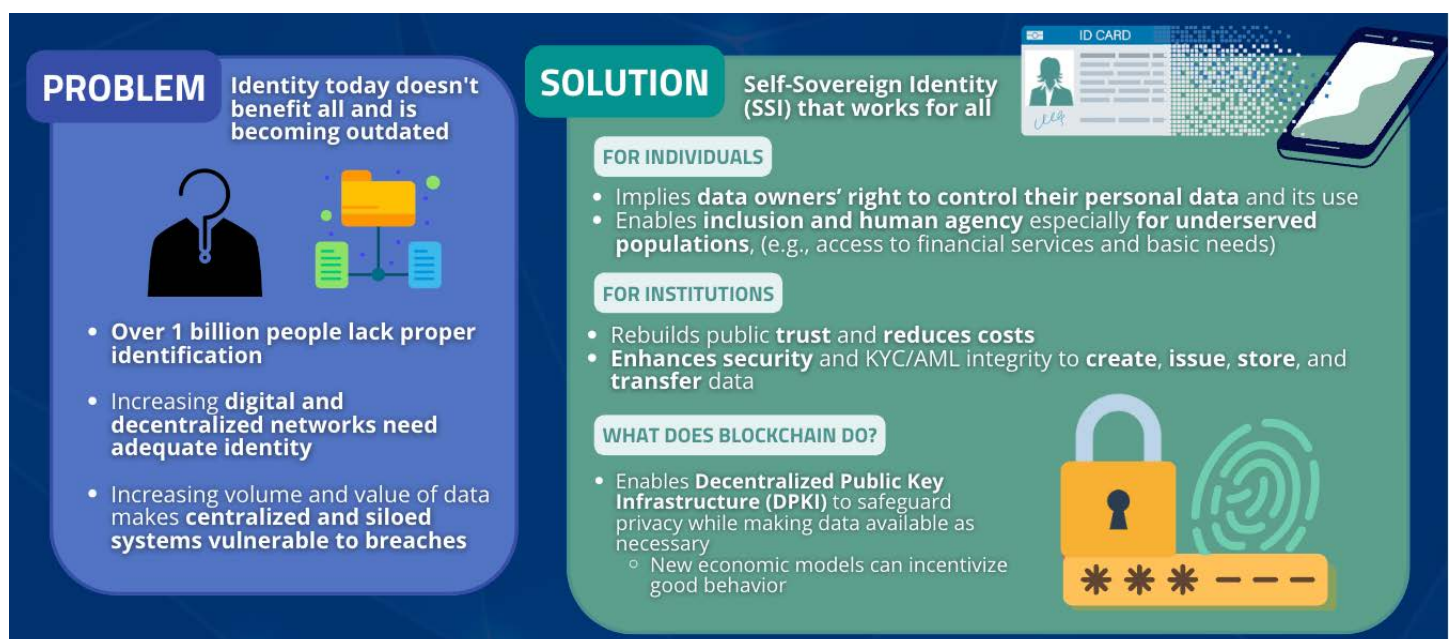 PROBLEM
Identity today doesn't
benefit all and is
becoming outdated
• Over 1 billion people lack proper
identification
• Increasing digital and
decentralized networks need
adequate identity
• Increasing volume and value of data
makes centralized and siloed
systems vulnerable to breaches
SOLUTION
Self-Sovereign Identity
(SSI) that works for all
ID CARD
FOR INDIVIDUALS
• Implies data owners’ right to control their personal data and its use
• Enables inclusion and human agency especially for underserved
populations, (e.g., access to financial services and basic needs)
FOR INSTITUTIONS
• Rebuilds public trust and reduces costs
• Enhances security and KYC/AML integrity to create, issue, store, and
transfer data
WHAT DOES BLOCKCHAIN DO?
• Enables Decentralized Public Key
Infrastructure (DPKI) to safeguard
privacy while making data available as
necessary
○ New economic models can incentivize
good behavior
* * * – – –